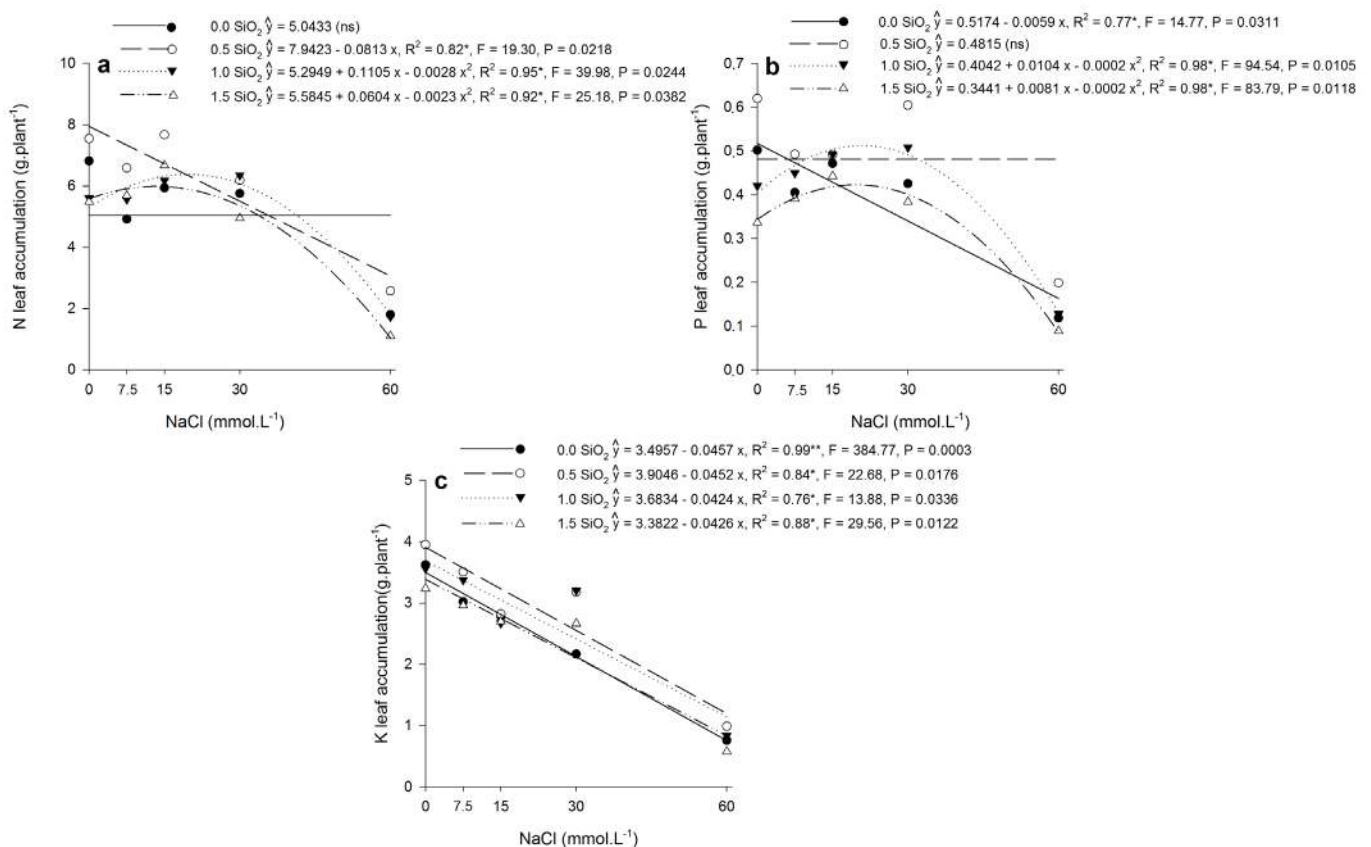 0.0 SiO₂ ŷ = 5.0433 (ns)
0.5 SiO₂ ŷ = 7.9423 - 0.0813 x, R² = 0.82*, F = 19.30, P = 0.0218
1.0 SiO₂ ŷ = 5.2949 + 0.1105 x - 0.0028 x², R² = 0.95*, F = 39.98, P = 0.0244
1.5 SiO₂ ŷ = 5.5845 + 0.0604 x - 0.0023 x², R² = 0.92*, F = 25.18, P = 0.0382
a
N leaf accumulation (g.plant⁻¹)
10
8
6
4
2
0
0 7.5 15 30 60
NaCl (mmol.L⁻¹)
0.0 SiO₂ ŷ = 0.5174 - 0.0059 x, R² = 0.77*, F = 14.77, P = 0.0311
0.5 SiO₂ ŷ = 0.4815 (ns)
1.0 SiO₂ ŷ = 0.4042 + 0.0104 x - 0.0002 x², R² = 0.98*, F = 94.54, P = 0.0105
1.5 SiO₂ ŷ = 0.3441 + 0.0081 x - 0.0002 x², R² = 0.98*, F = 83.79, P = 0.0118
b
P leaf accumulation (g.plant⁻¹)
0,7
0,6
0,5
0,4
0,3
0,2
0,1
0,0
0 7.5 15 30 60
NaCl (mmol.L⁻¹)
0.0 SiO₂ ŷ = 3.4957 - 0.0457 x, R² = 0.99**, F = 384.77, P = 0.0003
0.5 SiO₂ ŷ = 3.9046 - 0.0452 x, R² = 0.84*, F = 22.68, P = 0.0176
1.0 SiO₂ ŷ = 3.6834 - 0.0424 x, R² = 0.76*, F = 13.88, P = 0.0336
1.5 SiO₂ ŷ = 3.3822 - 0.0426 x, R² = 0.88*, F = 29.56, P = 0.0122
c
K leaf accumulation(g.plant⁻¹)
5
4
3
2
1
0
0 7.5 15 30 60
NaCl (mmol.L⁻¹)